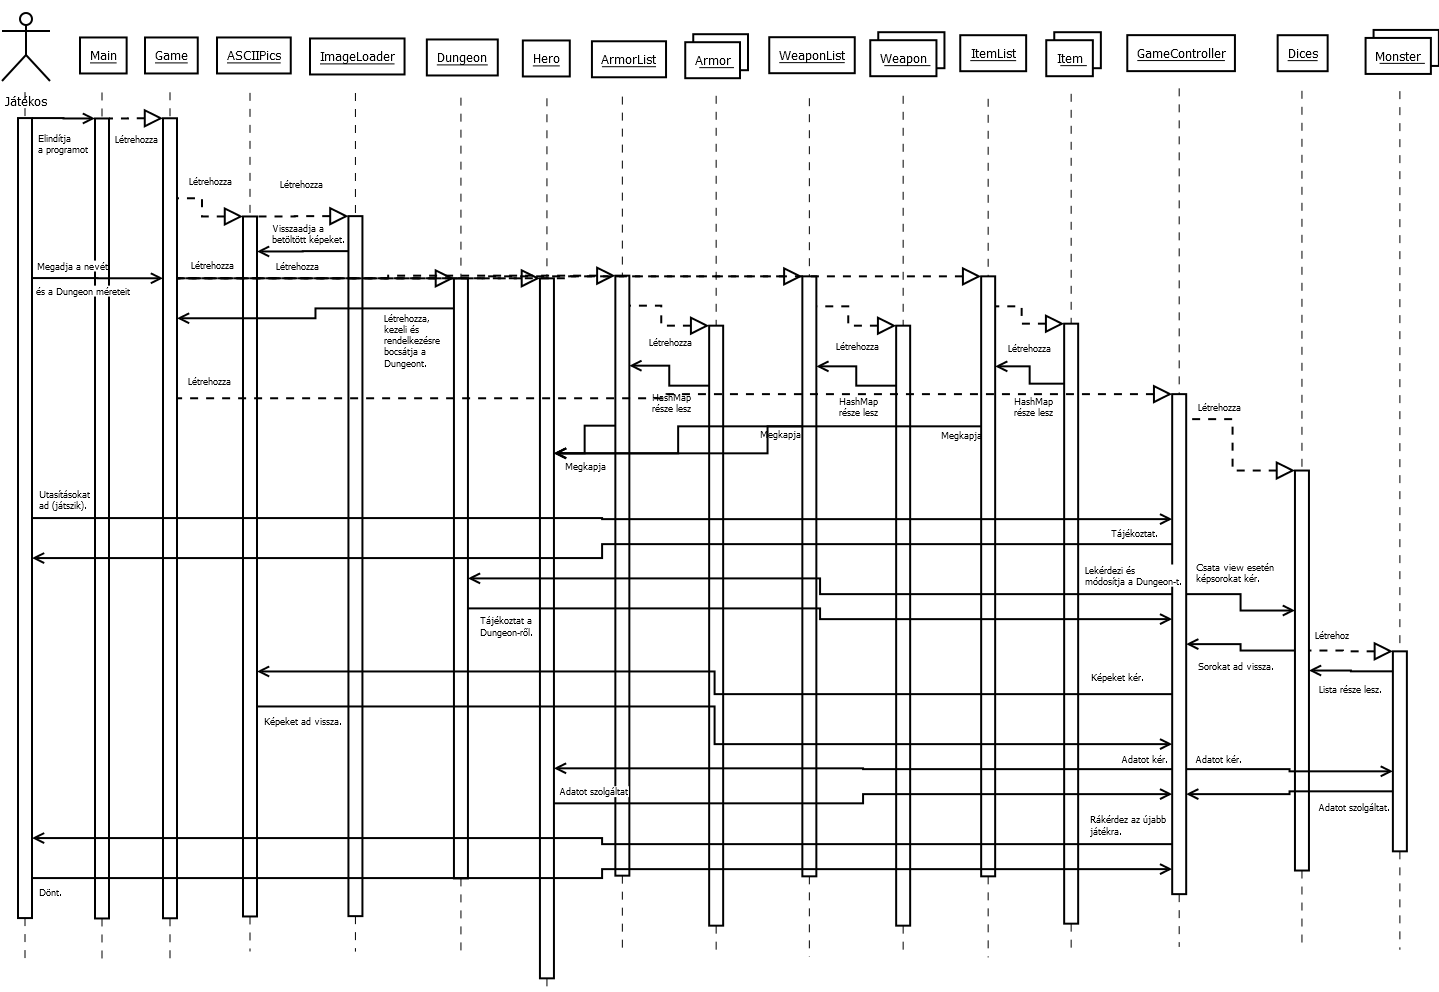 Játékos
Main
Game
ASCIIPics
ImageLoader
Dungeon
Hero
ArmorList
Armor
WeaponList
Weapon
ItemList
Item
GameController
Dices
Monster
Elindítja
a programot
Létrehozza
Létrehozza
Létrehozza
Visszaadja a
betöltött képeket.
Megadja a nevét
és a Dungeon méreteit
Létrehozza
Létrehozza
Létrehozza,
kezeli és
rendelkezésre
bocsátja a
Dungeont.
Létrehozza
Létrehozza
Létrehozza
Létrehozza
HashMap
része lesz
HashMap
része lesz
HashMap
része lesz
Létrehozza
Megkapja
Megkapja
Megkapja
Utasításokat
ad (játszik).
Tájékoztat.
Lekérdezi és
módosítja a Dungeon-t.
Csata view esetén
képsorokat kér.
Tájékoztat a
Dungeon-ről.
Létrehoz
Sorokat ad vissza.
Képeket kér.
Lista része lesz.
Képeket ad vissza.
Adatot kér.
Adatot kér.
Adatot szolgáltat
Adatot szolgáltat.
Rákérdez az újabb
játékra.
Dönt.